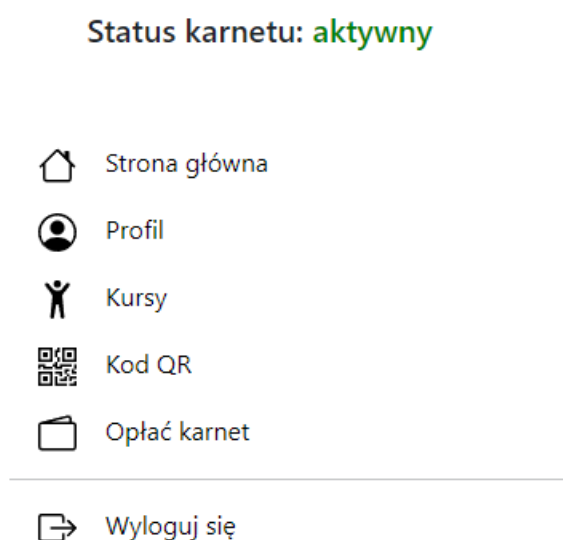 Status karnetu: aktywny
Strona główna
Profil
Kursy
Kod QR
Opłać karnet
Wyloguj się